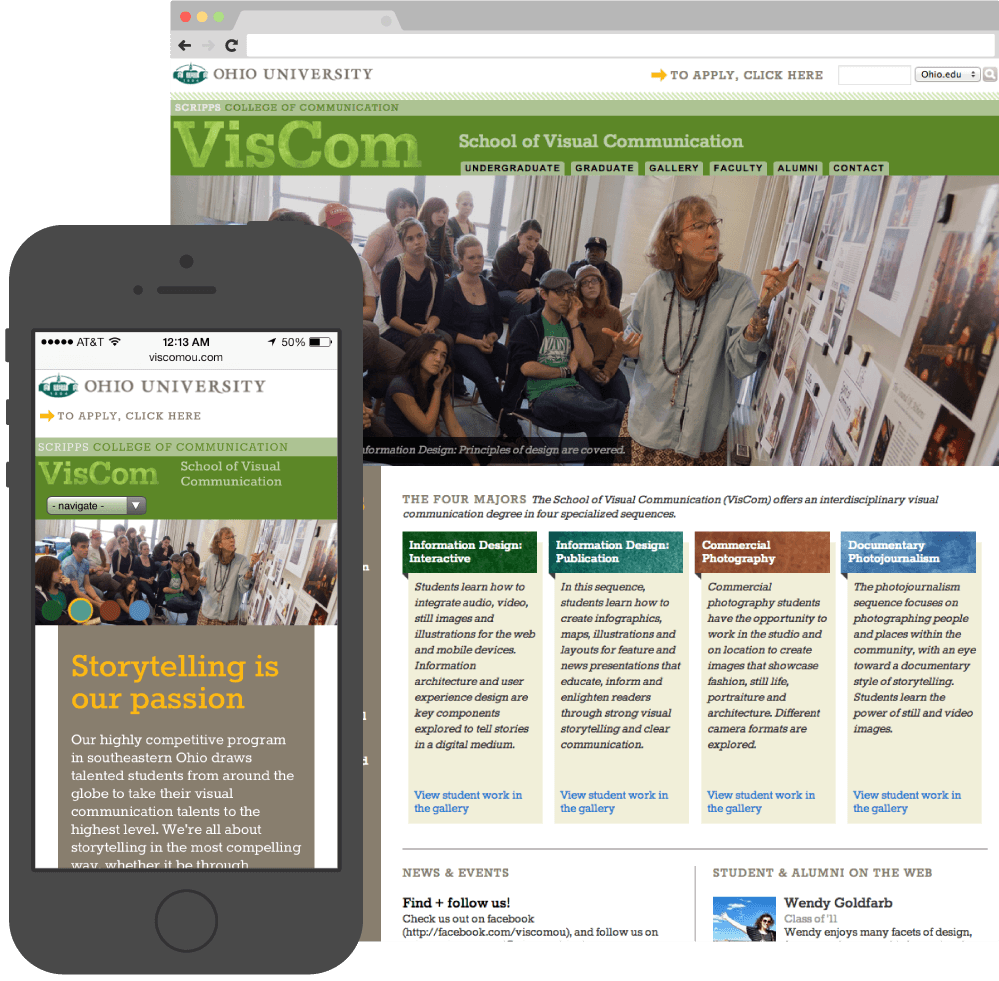 OHIO UNIVERSITY
TO APPLY, CLICK HERE
Ohio.edu
SCRIPPS COLLEGE OF COMMUNICATION
VisCom
School of Visual Communication
UNDERGRADUATE GRADUATE GALLERY FACULTY ALUMNI CONTACT
nformation Design: Principles of design are covered.
THE FOUR MAJORS The School of Visual Communication (VisCom) offers an interdisciplinary visual
communication degree in four specialized sequences.
Information Design:
Interactive
Students learn how to
integrate audio, video,
still images and
illustrations for the web
and mobile devices.
Information
architecture and user
experience design are
key components
explored to tell stories
in a digital medium.
View student work in
the gallery
Information Design:
Publication
In this sequence,
students learn how to
create infographics,
maps, illustrations and
layouts for feature and
news presentations that
educate, inform and
enlighten readers
through strong visual
storytelling and clear
communication.
View student work in
the gallery
Commercial
Photography
Commercial
photography students
have the opportunity to
work in the studio and
on location to create
images that showcase
fashion, still life,
portraiture and
architecture. Different
camera formats are
explored.
View student work in
the gallery
Documentary
Photojournalism
The photojournalism
sequence focuses on
photographing people
and places within the
community, with an eye
toward a documentary
style of storytelling.
Students learn the
power of still and video
images.
View student work in
the gallery
NEWS & EVENTS
Find + follow us!
Check us out on facebook
(http://facebook.com/viscomou), and follow us on
STUDENT & ALUMNI ON THE WEB
Wendy Goldfarb
Class of '11
Wendy enjoys many facets of design,
AT&T 12:13 AM 50%
viscomou.com
OHIO UNIVERSITY
TO APPLY, CLICK HERE
SCRIPPS COLLEGE OF COMMUNICATION
VisCom
School of Visual
Communication
- navigate -
Storytelling is
our passion
Our highly competitive program
in southeastern Ohio draws
talented students from around the
globe to take their visual
communication talents to the
highest level. We're all about
storytelling in the most compelling
way, whether it be through